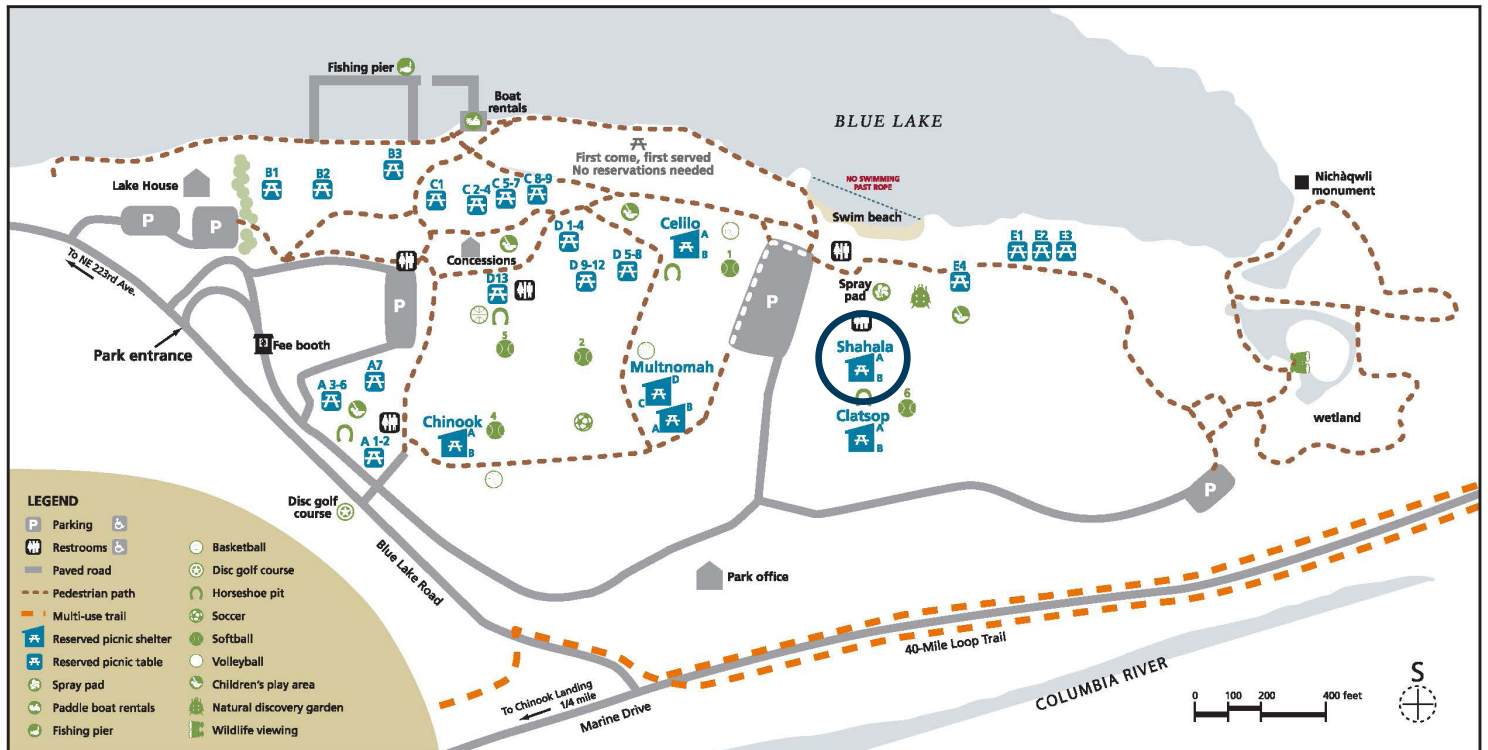 Fishing pier
Boat
rentals
BLUE LAKE
First come, first served
No reservations needed
NO SWIMMING
PAST ROPE
Nichàqwli
monument
Lake House
B1
B2
B3
C1
C 2-4
C 5-7
C 8-9
Swim beach
P
P
Celilo
A
B
D 1-4
E1
E2
E3
To NE 223rd Ave.
Concessions
D 9-12
D 5-8
1
E4
D13
P
P
Spray
pad
Park entrance
Fee booth
5
2
Shahala
A
B
A7
A 3-6
Multnomah
D
C
B
A
6
Chinook
A
B
4
Clatsop
A
B
wetland
A 1-2
P
Disc golf
course
Blue Lake Road
Park office
40-Mile Loop Trail
COLUMBIA RIVER
To Chinook Landing
1/4 mile
Marine Drive
0 100 200 400 feet
S
LEGEND
P Parking
Restrooms
Paved road
Pedestrian path
Multi-use trail
Reserved picnic shelter
Reserved picnic table
Spray pad
Paddle boat rentals
Fishing pier
Basketball
Disc golf course
Horseshoe pit
Soccer
Softball
Volleyball
Children's play area
Natural discovery garden
Wildlife viewing